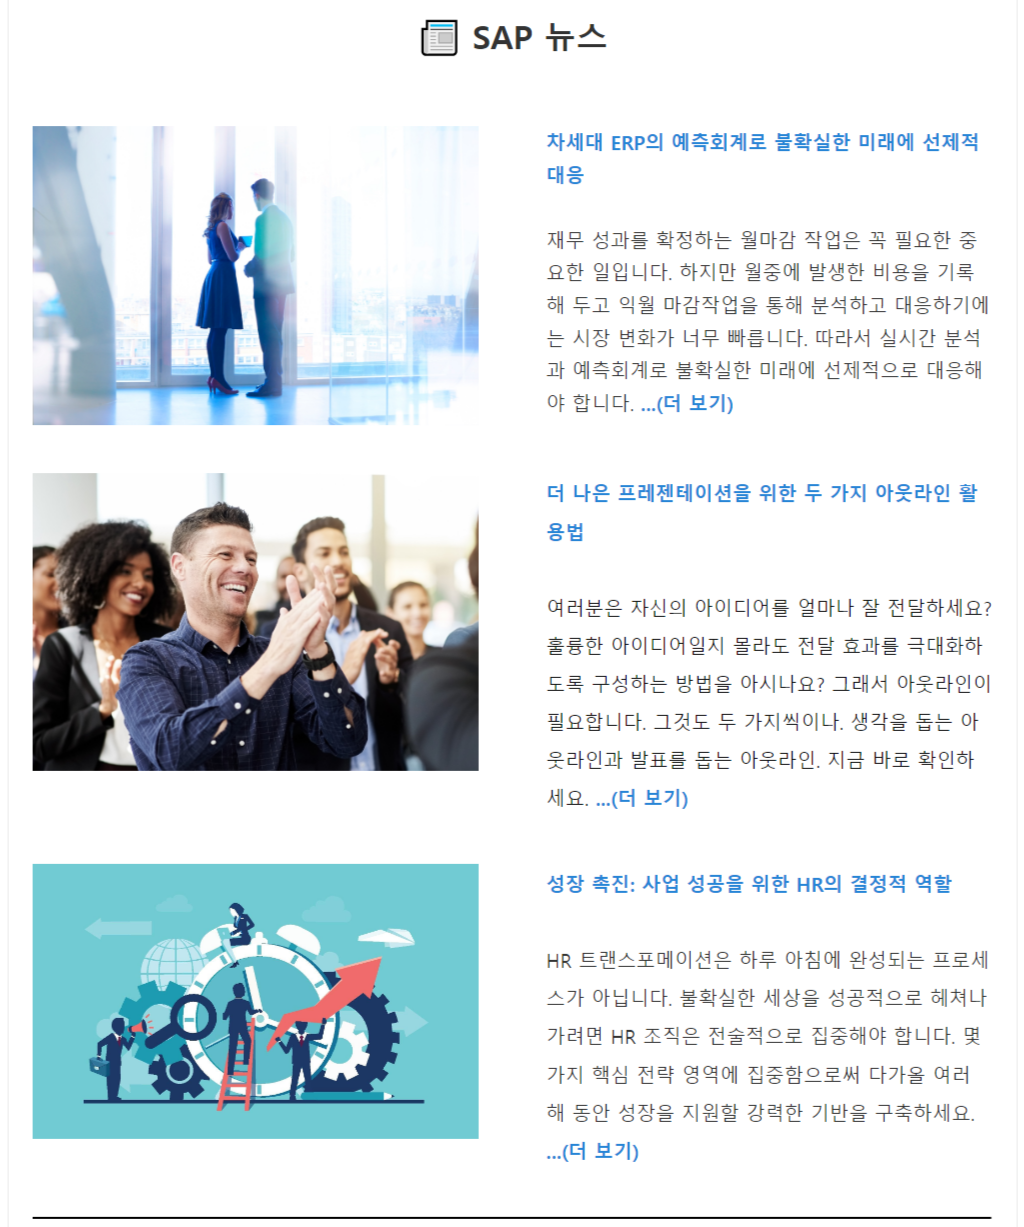 SAP 뉴스
차세대 ERP의 예측회계로 불확실한 미래에 선제적
대응
재무 성과를 확정하는 월마감 작업은 꼭 필요한 중
요한 일입니다. 하지만 월중에 발생한 비용을 기록
해 두고 익월 마감작업을 통해 분석하고 대응하기에
는 시장 변화가 너무 빠릅니다. 따라서 실시간 분석
과 예측회계로 불확실한 미래에 선제적으로 대응해
야 합니다. ...(더 보기)
더 나은 프레젠테이션을 위한 두 가지 아웃라인 활
용법
여러분은 자신의 아이디어를 얼마나 잘 전달하세요?
훌륭한 아이디어일지 몰라도 전달 효과를 극대화하
도록 구성하는 방법을 아시나요? 그래서 아웃라인이
필요합니다. 그것도 두 가지씩이나. 생각을 돕는 아
웃라인과 발표를 돕는 아웃라인. 지금 바로 확인하
세요. ...(더 보기)
성장 촉진: 사업 성공을 위한 HR의 결정적 역할
HR 트랜스포메이션은 하루 아침에 완성되는 프로세
스가 아닙니다. 불확실한 세상을 성공적으로 헤쳐나
가려면 HR 조직은 전술적으로 집중해야 합니다. 몇
가지 핵심 전략 영역에 집중함으로써 다가올 여러
해 동안 성장을 지원할 강력한 기반을 구축하세요.
...(더 보기)